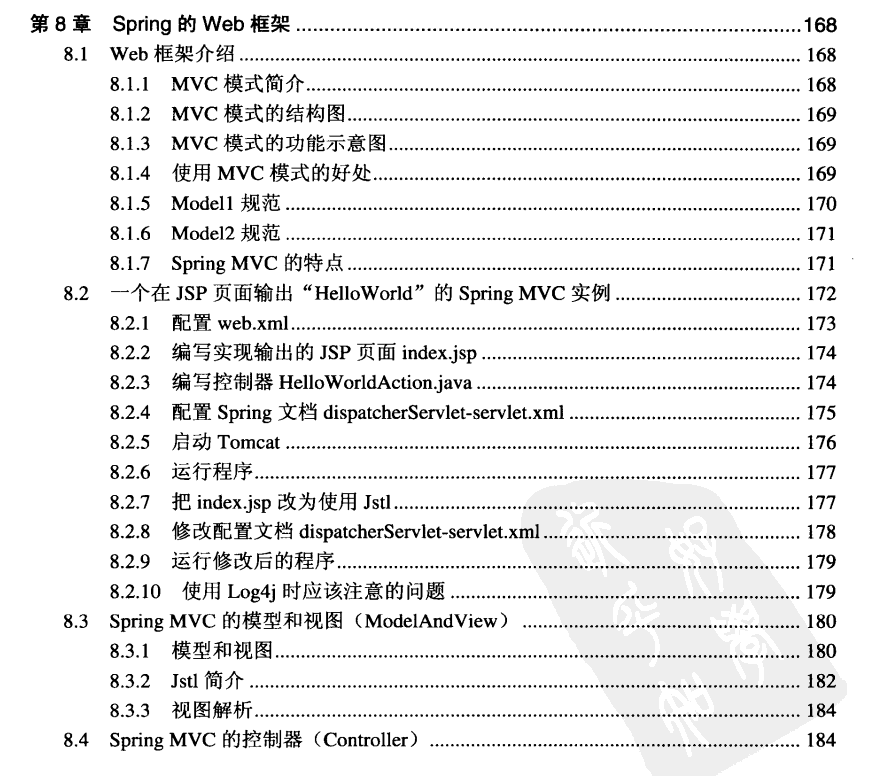 第 8 章 Spring 的 Web 框架 ........ 168
8.1 Web 框架介绍 ........ 168
8.1.1 MVC 模式简介 ........ 168
8.1.2 MVC 模式的结构图 ........ 169
8.1.3 MVC 模式的功能示意图 ........ 169
8.1.4 使用 MVC 模式的好处 ........ 169
8.1.5 Model1 规范 ........ 170
8.1.6 Model2 规范 ........ 171
8.1.7 Spring MVC 的特点 ........ 171
8.2 一个在 JSP 页面输出“HelloWorld”的 Spring MVC 实例 ........ 172
8.2.1 配置 web.xml ........ 173
8.2.2 编写实现输出的 JSP 页面 index.jsp ........ 174
8.2.3 编写控制器 HelloWorldAction.java ........ 174
8.2.4 配置 Spring 文档 dispatcherServlet-servlet.xml ........ 175
8.2.5 启动 Tomcat ........ 176
8.2.6 运行程序 ........ 177
8.2.7 把 index.jsp 改为使用 Jstl ........ 177
8.2.8 修改配置文档 dispatcherServlet-servlet.xml ........ 178
8.2.9 运行修改后的程序 ........ 179
8.2.10 使用 Log4j 时应该注意的问题 ........ 179
8.3 Spring MVC 的模型和视图（ModelAndView） ........ 180
8.3.1 模型和视图 ........ 180
8.3.2 Jstl 简介 ........ 182
8.3.3 视图解析 ........ 184
8.4 Spring MVC 的控制器（Controller） ........ 184